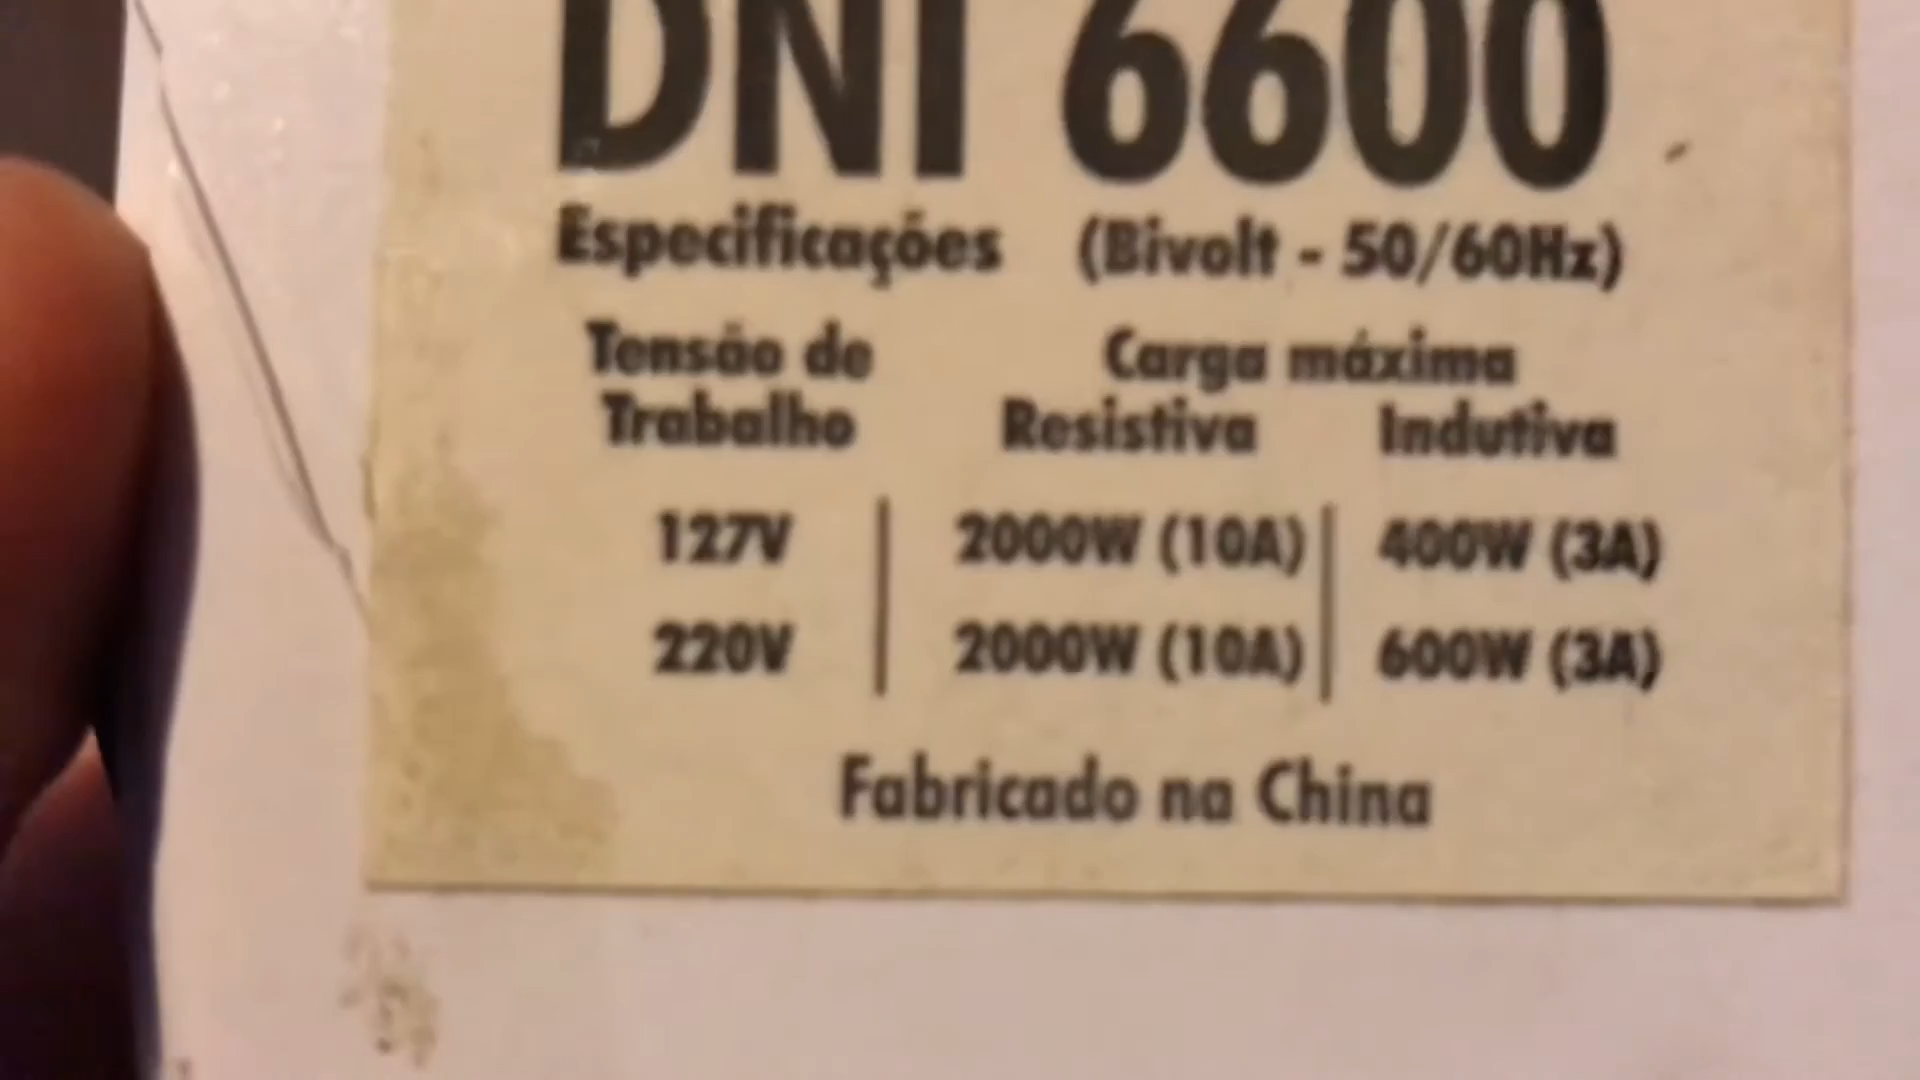 DNI 6600
Especificações (Bivolt - 50/60Hz)
Tensão de Carga máxima
Trabalho Resistiva Indutiva
127V 2000W (10A) 400W (3A)
220V 2000W (10A) 600W (3A)
Fabricado na China